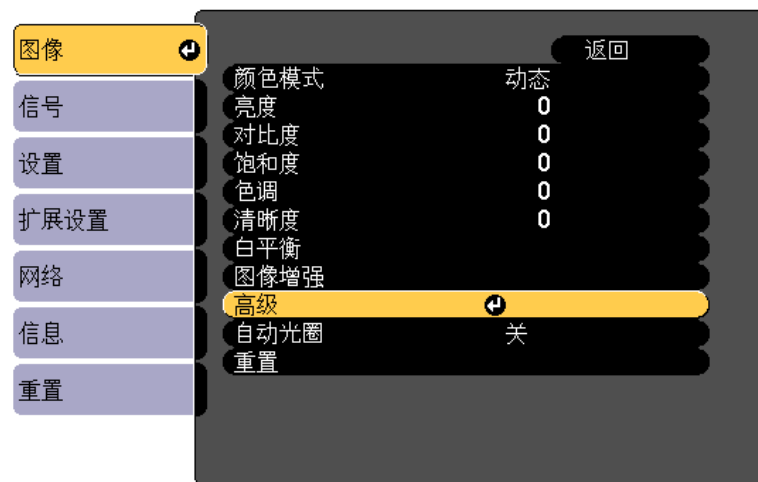 图像
信号
设置
扩展设置
网络
信息
重置
返回
颜色模式 动态
亮度 0
对比度 0
饱和度 0
色调 0
清晰度 0
白平衡
图像增强
高级
自动光圈 关
重置